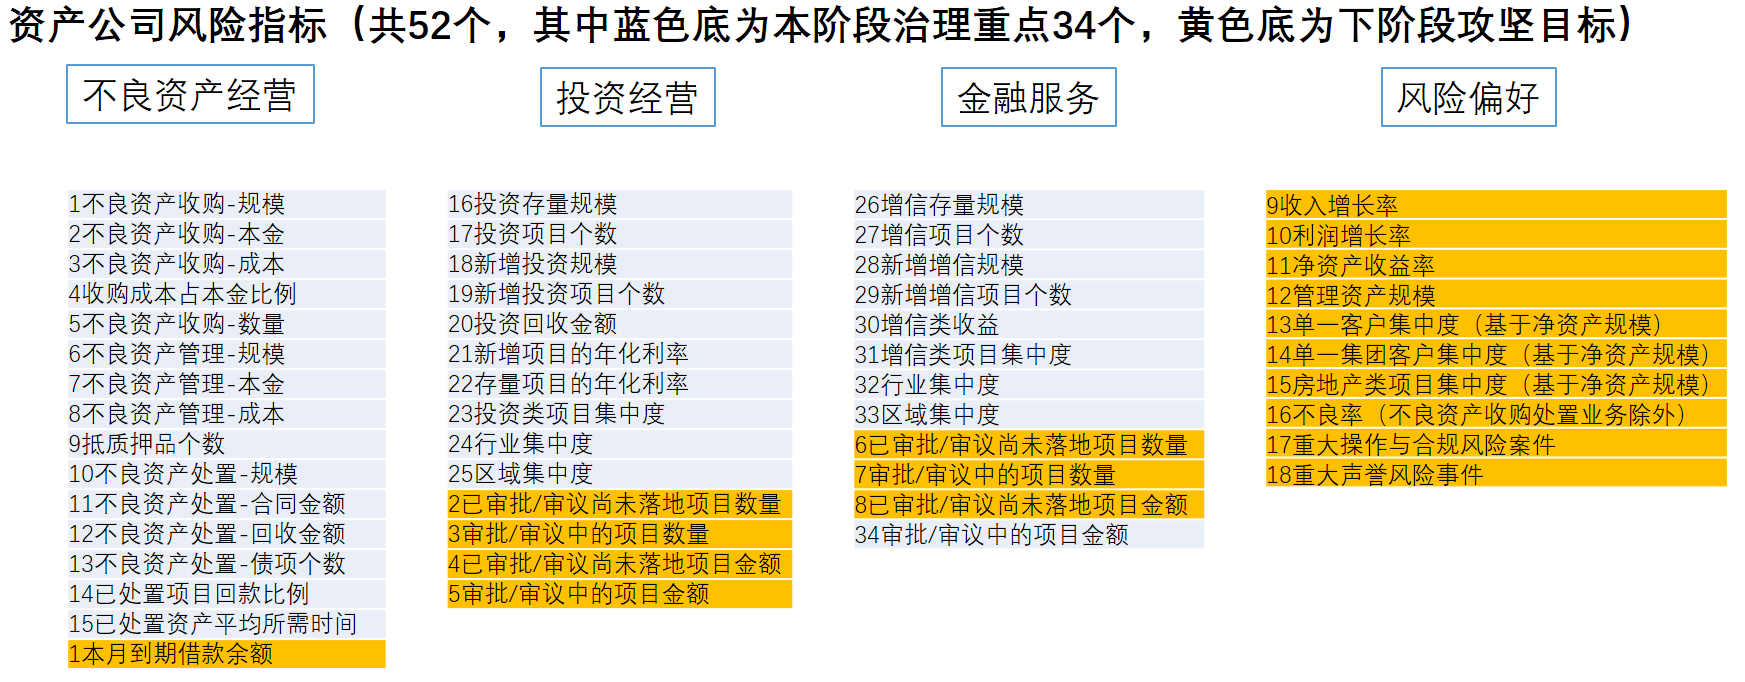 资产公司风险指标（共52个，其中蓝色底为本阶段治理重点34个，黄色底为下阶段攻坚目标）
不良资产经营
投资经营
金融服务
风险偏好
1不良资产收购-规模
2不良资产收购-本金
3不良资产收购-成本
4收购成本占本金比例
5不良资产收购-数量
6不良资产管理-规模
7不良资产管理-本金
8不良资产管理-成本
9抵质押品个数
10不良资产处置-规模
11不良资产处置-合同金额
12不良资产处置-回收金额
13不良资产处置-债项个数
14已处置项目回款比例
15已处置资产平均所需时间
1本月到期借款余额
16投资存量规模
17投资项目个数
18新增投资规模
19新增投资项目个数
20投资回收金额
21新增项目的年化利率
22存量项目的年化利率
23投资类项目集中度
24行业集中度
25区域集中度
2已审批/审议尚未落地项目数量
3审批/审议中的项目数量
4已审批/审议尚未落地项目金额
5审批/审议中的项目金额
26增信存量规模
27增信项目个数
28新增增信规模
29新增增信项目个数
30增信类收益
31增信类项目集中度
32行业集中度
33区域集中度
6已审批/审议尚未落地项目数量
7审批/审议中的项目数量
8已审批/审议尚未落地项目金额
34审批/审议中的项目金额
9收入增长率
10利润增长率
11净资产收益率
12管理资产规模
13单一客户集中度（基于净资产规模）
14单一集团客户集中度（基于净资产规模）
15房地产类项目集中度（基于净资产规模）
16不良率（不良资产收购处置业务除外）
17重大操作与合规风险案件
18重大声誉风险事件